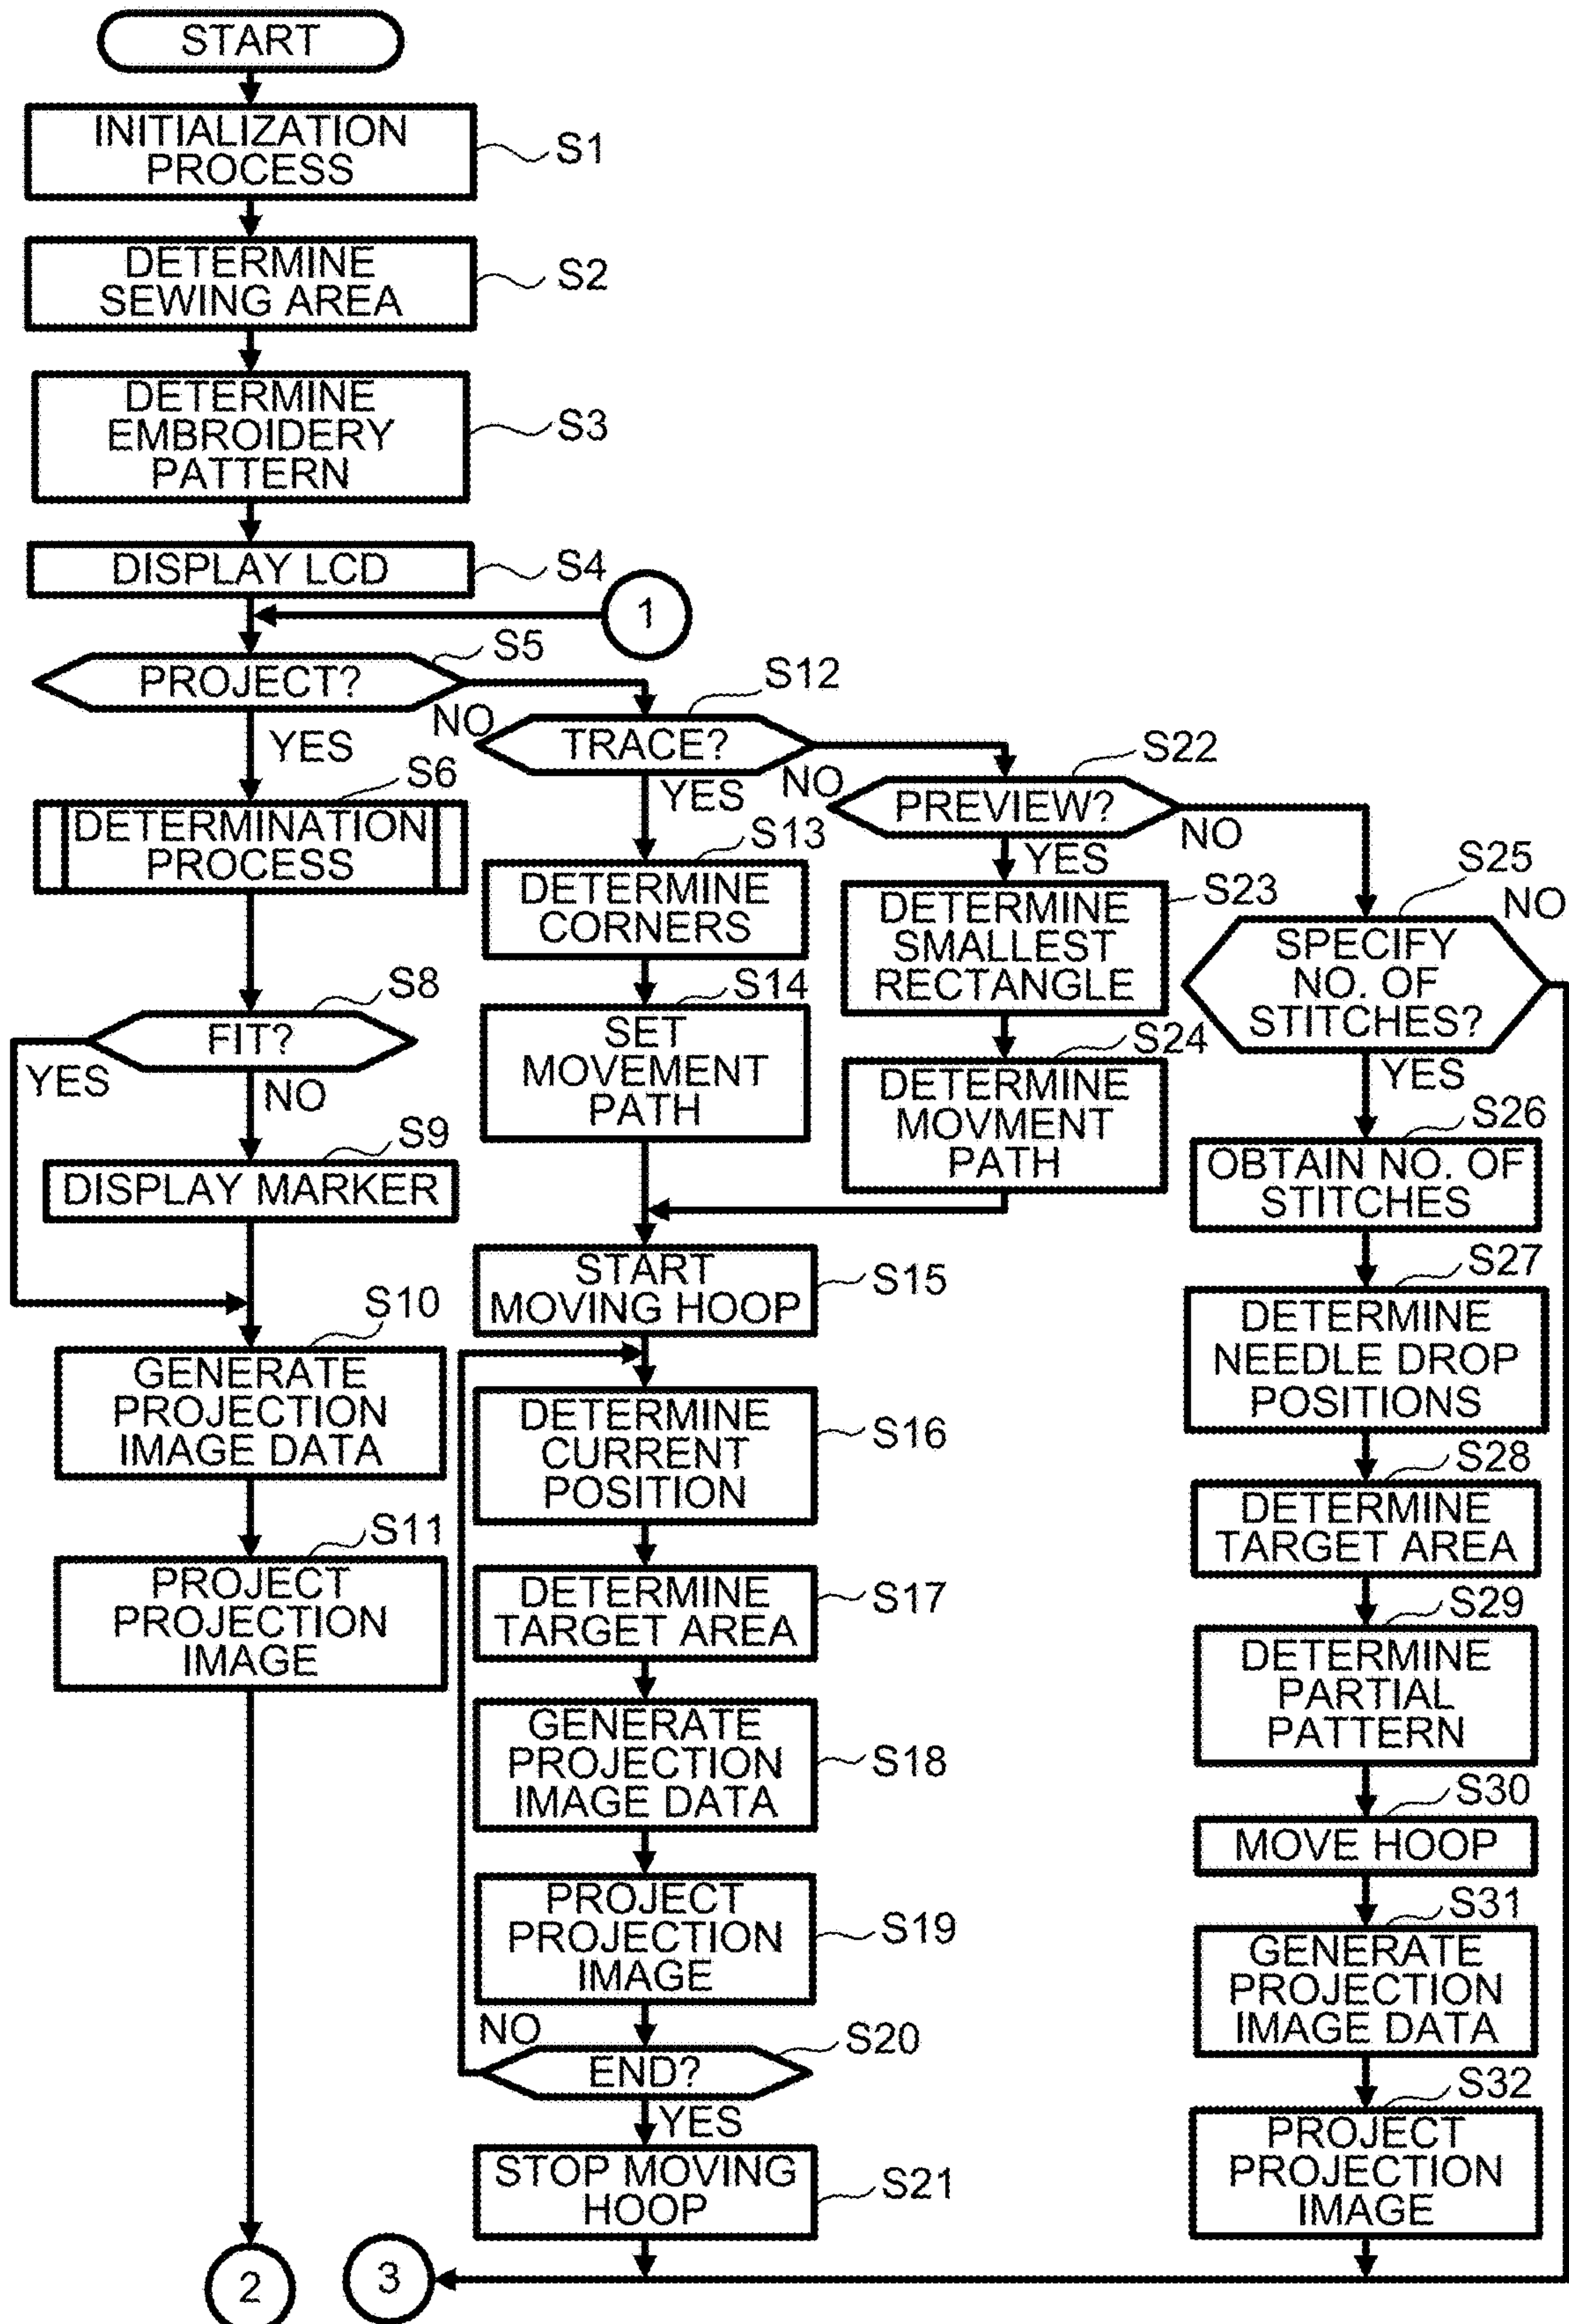 START
INITIALIZATION
PROCESS
S1
DETERMINE
SEWING AREA
S2
DETERMINE
EMBROIDERY
PATTERN
S3
DISPLAY LCD
S4
1
PROJECT?
S5
NO
YES
DETERMINATION
PROCESS
S6
FIT?
S8
YES
NO
DISPLAY MARKER
S9
GENERATE
PROJECTION
IMAGE DATA
S10
PROJECT
PROJECTION
IMAGE
S11
2
TRACE?
S12
NO
YES
DETERMINE
CORNERS
S13
SET
MOVEMENT
PATH
S14
START
MOVING HOOP
S15
DETERMINE
CURRENT
POSITION
S16
DETERMINE
TARGET AREA
S17
GENERATE
PROJECTION
IMAGE DATA
S18
PROJECT
PROJECTION
IMAGE
S19
NO
END?
S20
YES
STOP MOVING
HOOP
S21
3
PREVIEW?
S22
NO
YES
DETERMINE
SMALLEST
RECTANGLE
S23
DETERMINE
MOVMENT
PATH
S24
SPECIFY
NO. OF
STITCHES?
S25
NO
YES
OBTAIN NO. OF
STITCHES
S26
DETERMINE
NEEDLE DROP
POSITIONS
S27
DETERMINE
TARGET AREA
S28
DETERMINE
PARTIAL
PATTERN
S29
MOVE HOOP
S30
GENERATE
PROJECTION
IMAGE DATA
S31
PROJECT
PROJECTION
IMAGE
S32